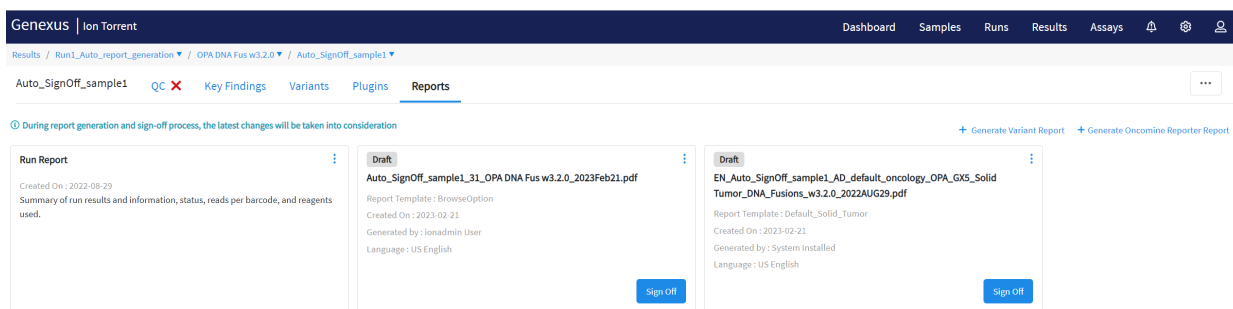 Genexus | Ion Torrent
Dashboard Samples Runs Results Assays
Results / Run1_Auto_report_generation ▼ / OPA DNA Fus w3.2.0 ▼ / Auto_SignOff_sample1 ▼
Auto_SignOff_sample1 QC ❌ Key Findings Variants Plugins Reports ...
During report generation and sign-off process, the latest changes will be taken into consideration
+ Generate Variant Report + Generate Oncomine Reporter Report
Run Report
Created On : 2022-08-29
Summary of run results and information, status, reads per barcode, and reagents
used.
Draft
Auto_SignOff_sample1_31_OPA DNA Fus w3.2.0_2023Feb21.pdf
Report Template : BrowseOption
Created On : 2023-02-21
Generated by : ionadmin User
Language : US English
Sign Off
Draft
EN_Auto_SignOff_sample1_AD_default_oncology_OPA_GX5_Solid
Tumor_DNA_Fusions_w3.2.0_2022AUG29.pdf
Report Template : Default_Solid_Tumor
Created On : 2023-02-21
Generated by : System Installed
Language : US English
Sign Off